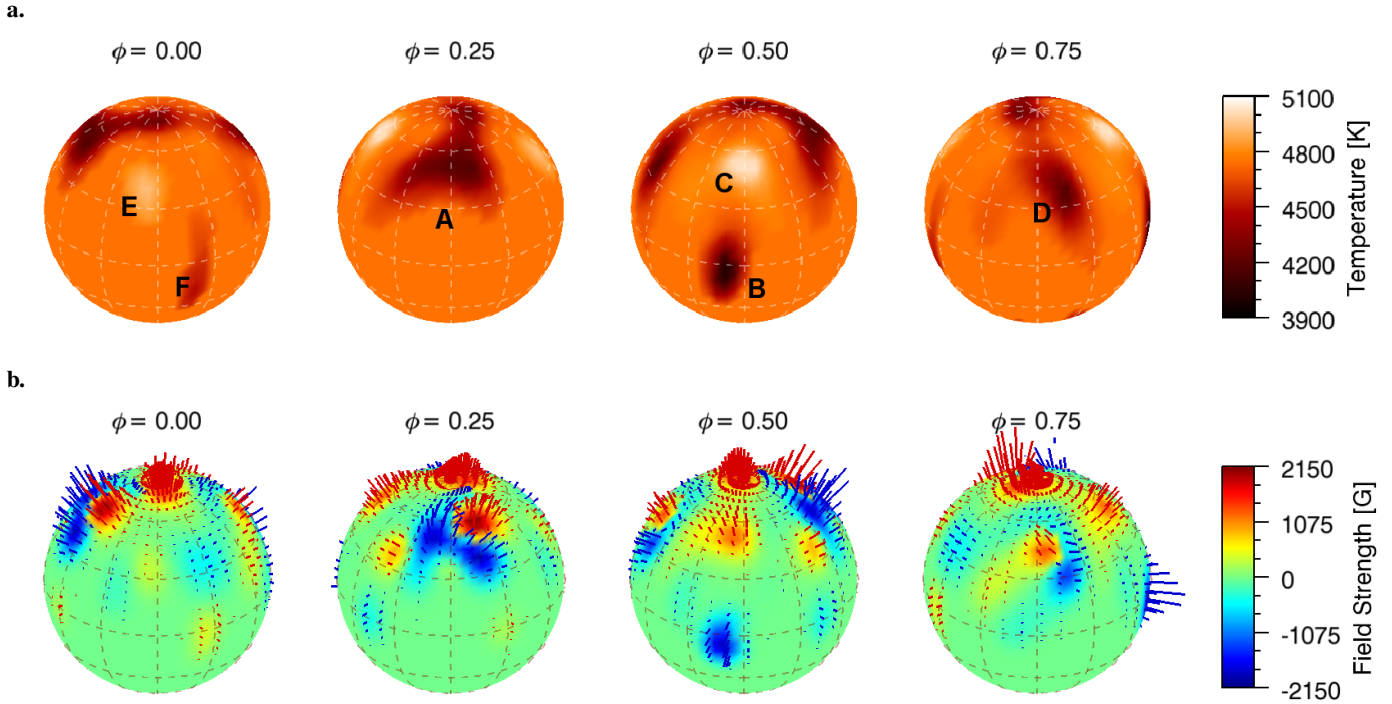 a.
ϕ= 0.00 ϕ= 0.25 ϕ= 0.50 ϕ= 0.75
E
F
A
C
B
D
5100
4800
4500
4200
3900
Temperature [K]
b.
ϕ= 0.00 ϕ= 0.25 ϕ= 0.50 ϕ= 0.75
2150
1075
0
-1075
-2150
Field Strength [G]